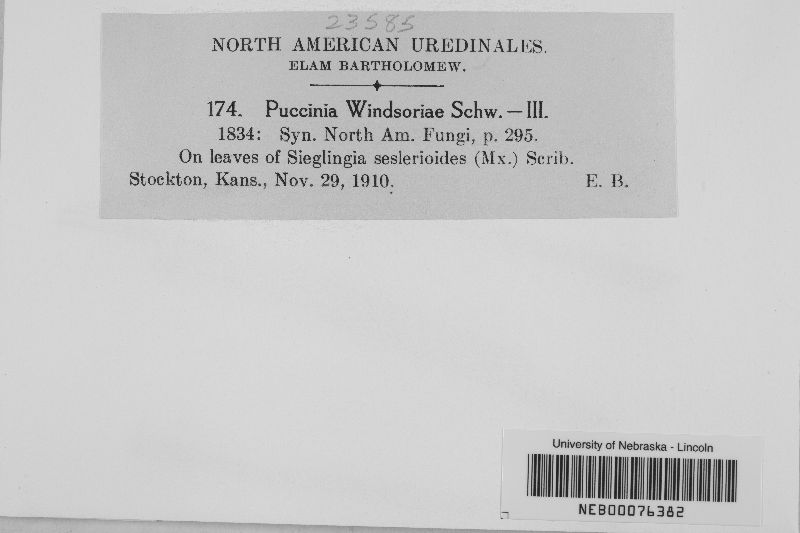 23585
NORTH AMERICAN UREDINALES.
ELAM BARTHOLOMEW.
174. Puccinia Windsoriae Schw.—III.
1834: Syn. North Am. Fungi, p. 295.
On leaves of Sieglingia seslerioides (Mx.) Scrib.
Stockton, Kans., Nov. 29, 1910. E. B.
University of Nebraska - Lincoln
NEB00076382